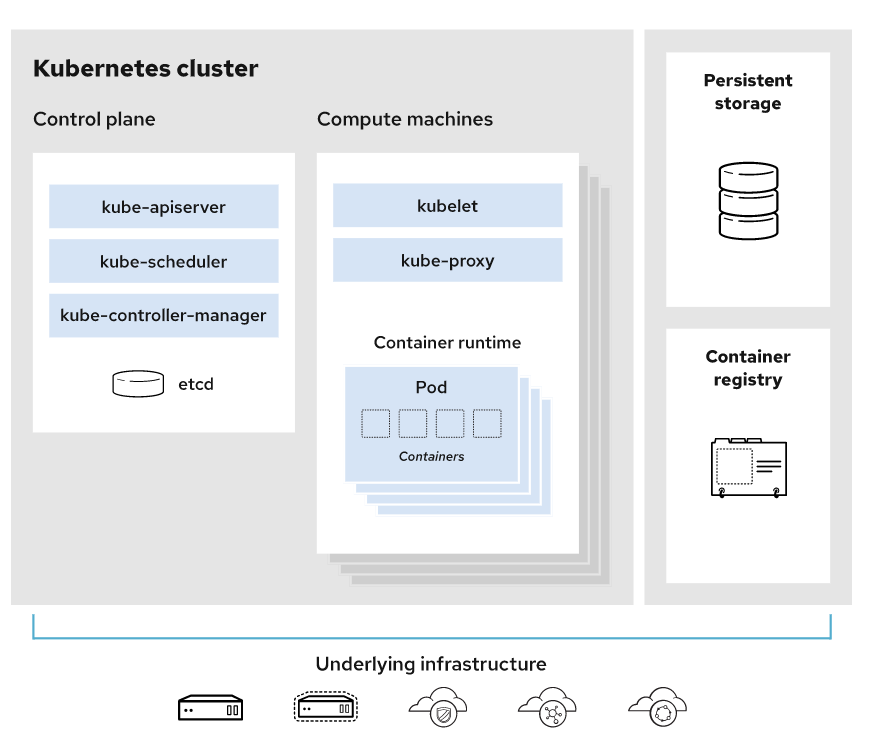 Kubernetes cluster
Control plane
kube-apiserver
kube-scheduler
kube-controller-manager
etcd
Compute machines
kubelet
kube-proxy
Container runtime
Pod
Containers
Persistent
storage
Container
registry
Underlying infrastructure